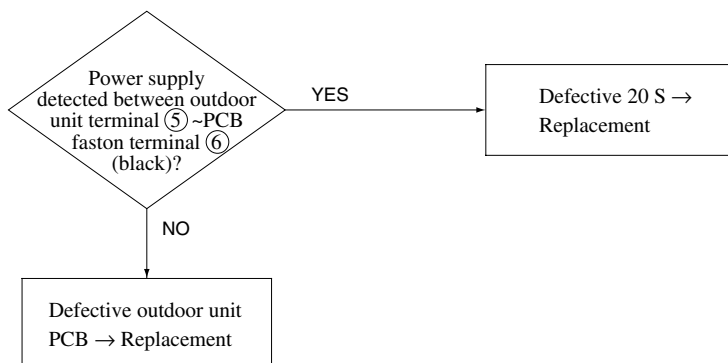 Power supply
detected between outdoor
unit terminal ⑤ ~PCB
faston terminal ⑥
(black)?
YES
Defective 20 S →
Replacement
NO
Defective outdoor unit
PCB → Replacement